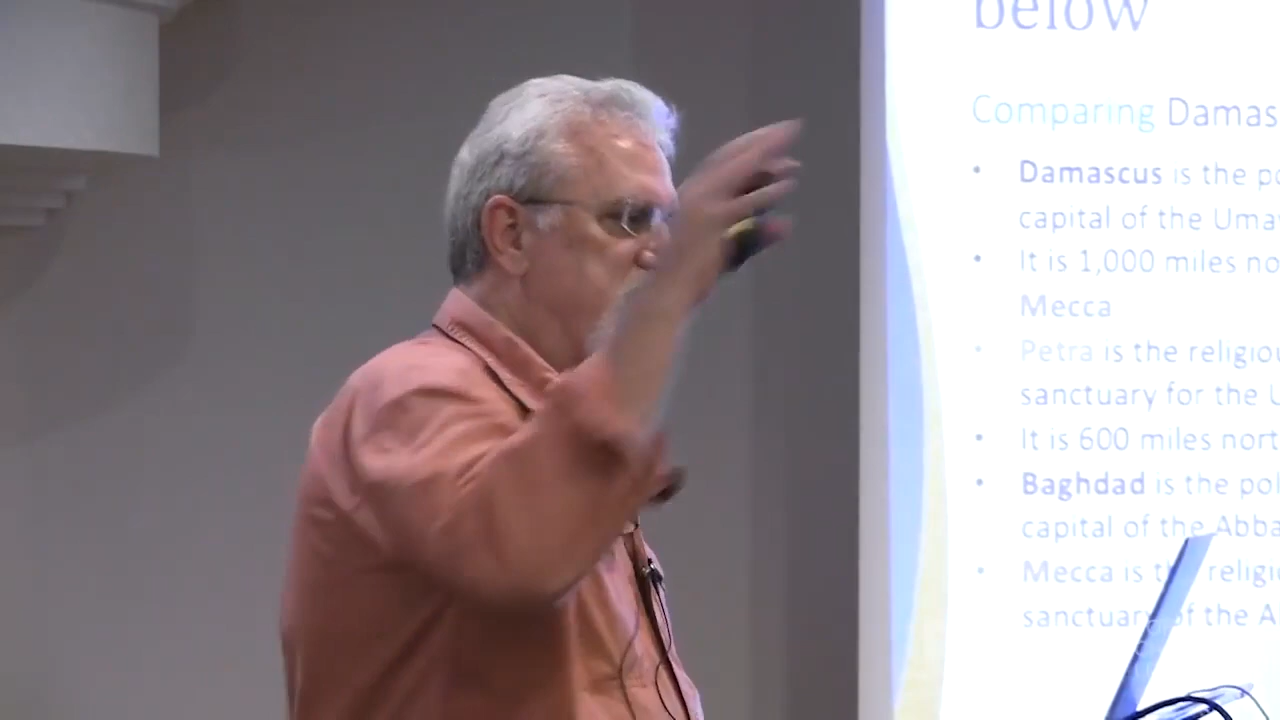 below
Comparing Damas
• Damascus is the po
capital of the Uma
• It is 1,000 miles no
Mecca
• Petra is the religiou
sanctuary for the U
• It is 600 miles nort
• Baghdad is the pol
capital of the Abba
• Mecca is the religi
sanctuary of the A